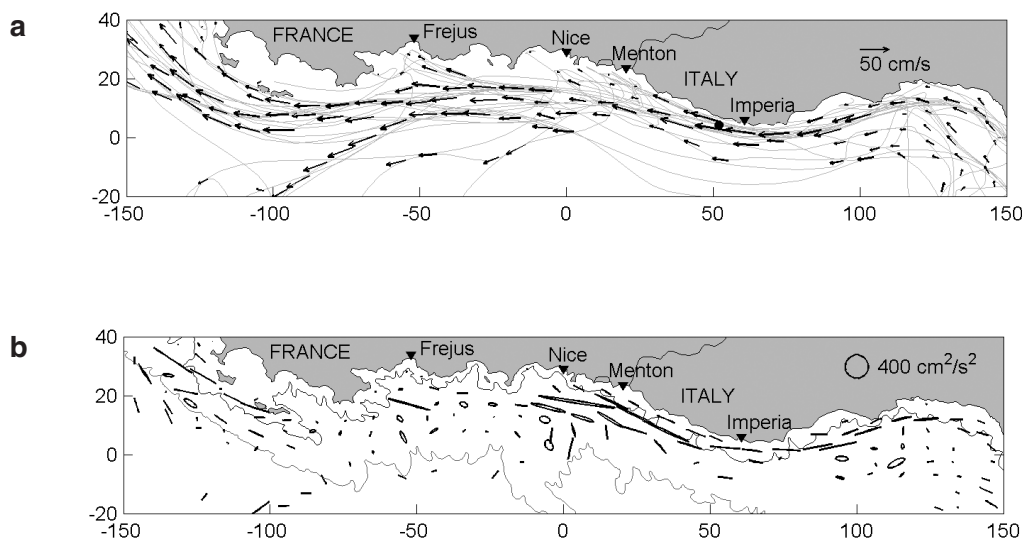 a
40
20
0
-20
FRANCE
Frejus
Nice
Menton
ITALY
Imperia
50 cm/s
-150 -100 -50 0 50 100 150
b
40
20
0
-20
FRANCE
Frejus
Nice
Menton
ITALY
Imperia
400 cm²/s²
-150 -100 -50 0 50 100 150